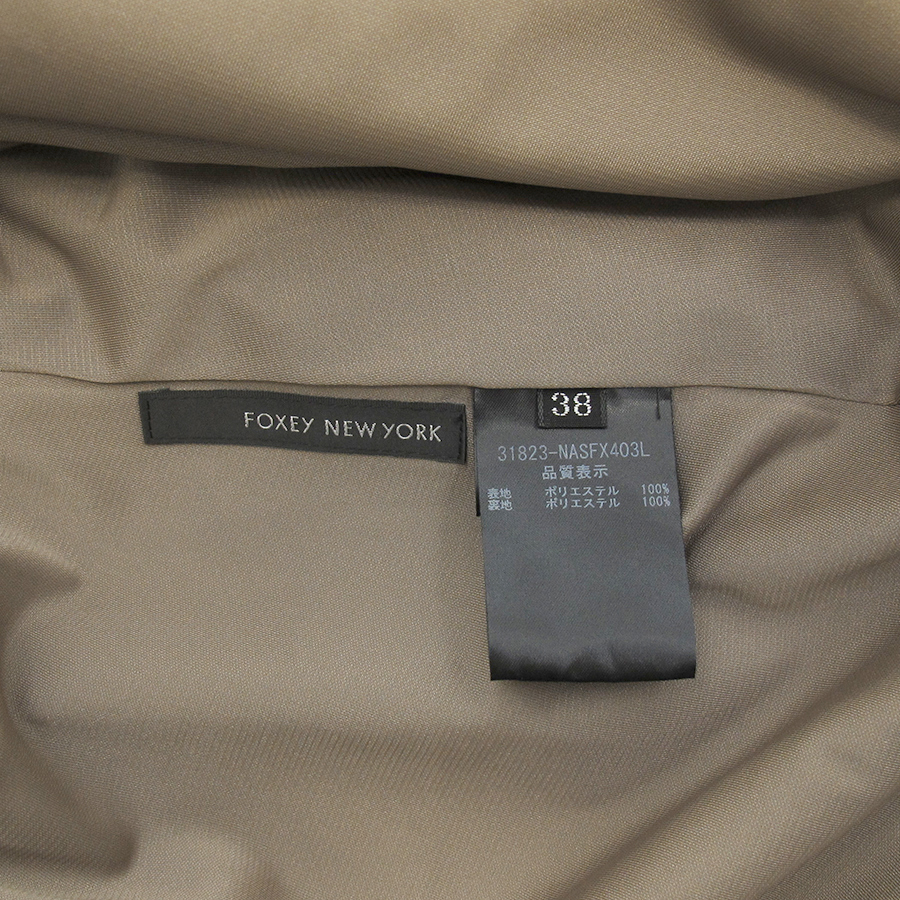 FOXEY NEW YORK
38
31823-NASFX403L
品質表示
表地 ポリエステル 100%
裏地 ポリエステル 100%